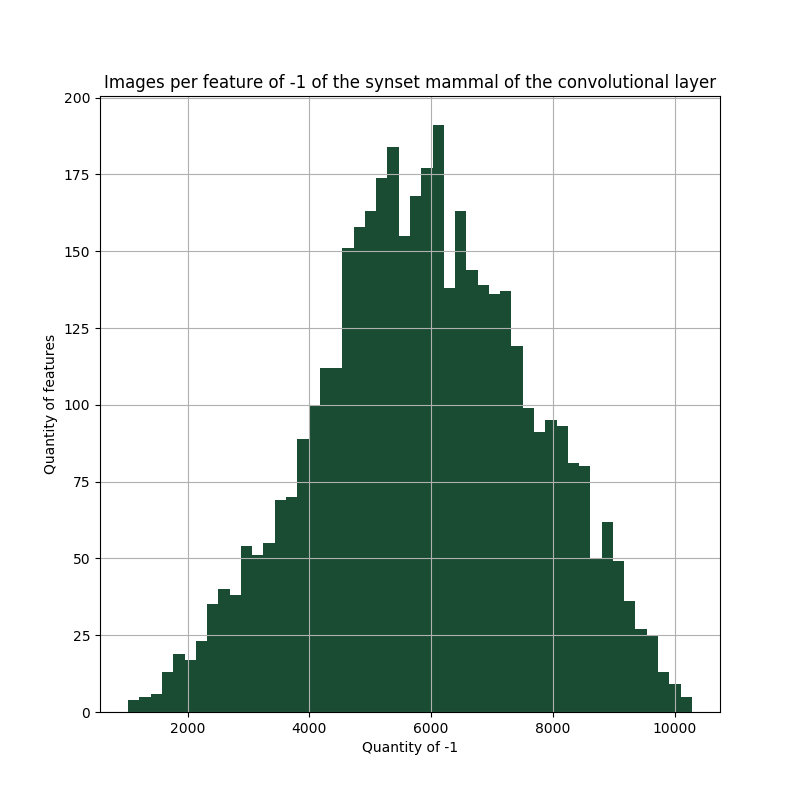 Images per feature of -1 of the synset mammal of the convolutional layer
200
175
150
125
100
75
50
25
0
Quantity of features
2000 4000 6000 8000 10000
Quantity of -1